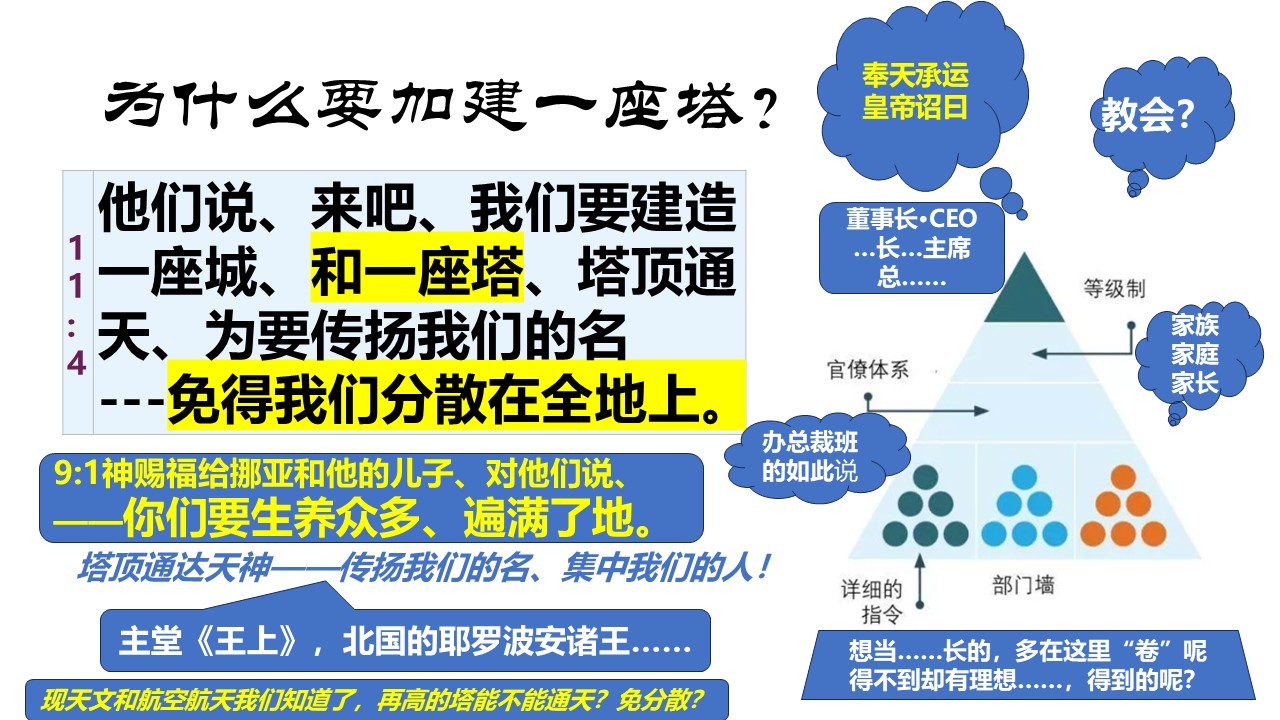 为什么要加建一座塔？
11:4
他们说、来吧、我们要建造
一座城、和一座塔、塔顶通
天、为要传扬我们的名
---免得我们分散在全地上。
9:1神赐福给挪亚和他的儿子、对他们说、
——你们要生养众多、遍满了地。
塔顶通达天神——传扬我们的名、集中我们的人！
主堂《王上》，北国的耶罗波安诸王……
现天文和航空航天我们知道了，再高的塔能不能通天？免分散？
奉天承运
皇帝诏曰
教会？
董事长·CEO
…长…主席
总……
等级制
家族
家庭
家长
官僚体系
办总裁班
的如此说
详细的
指令
部门墙
想当……长的，多在这里“卷”呢
得不到却有理想……，得到的呢？